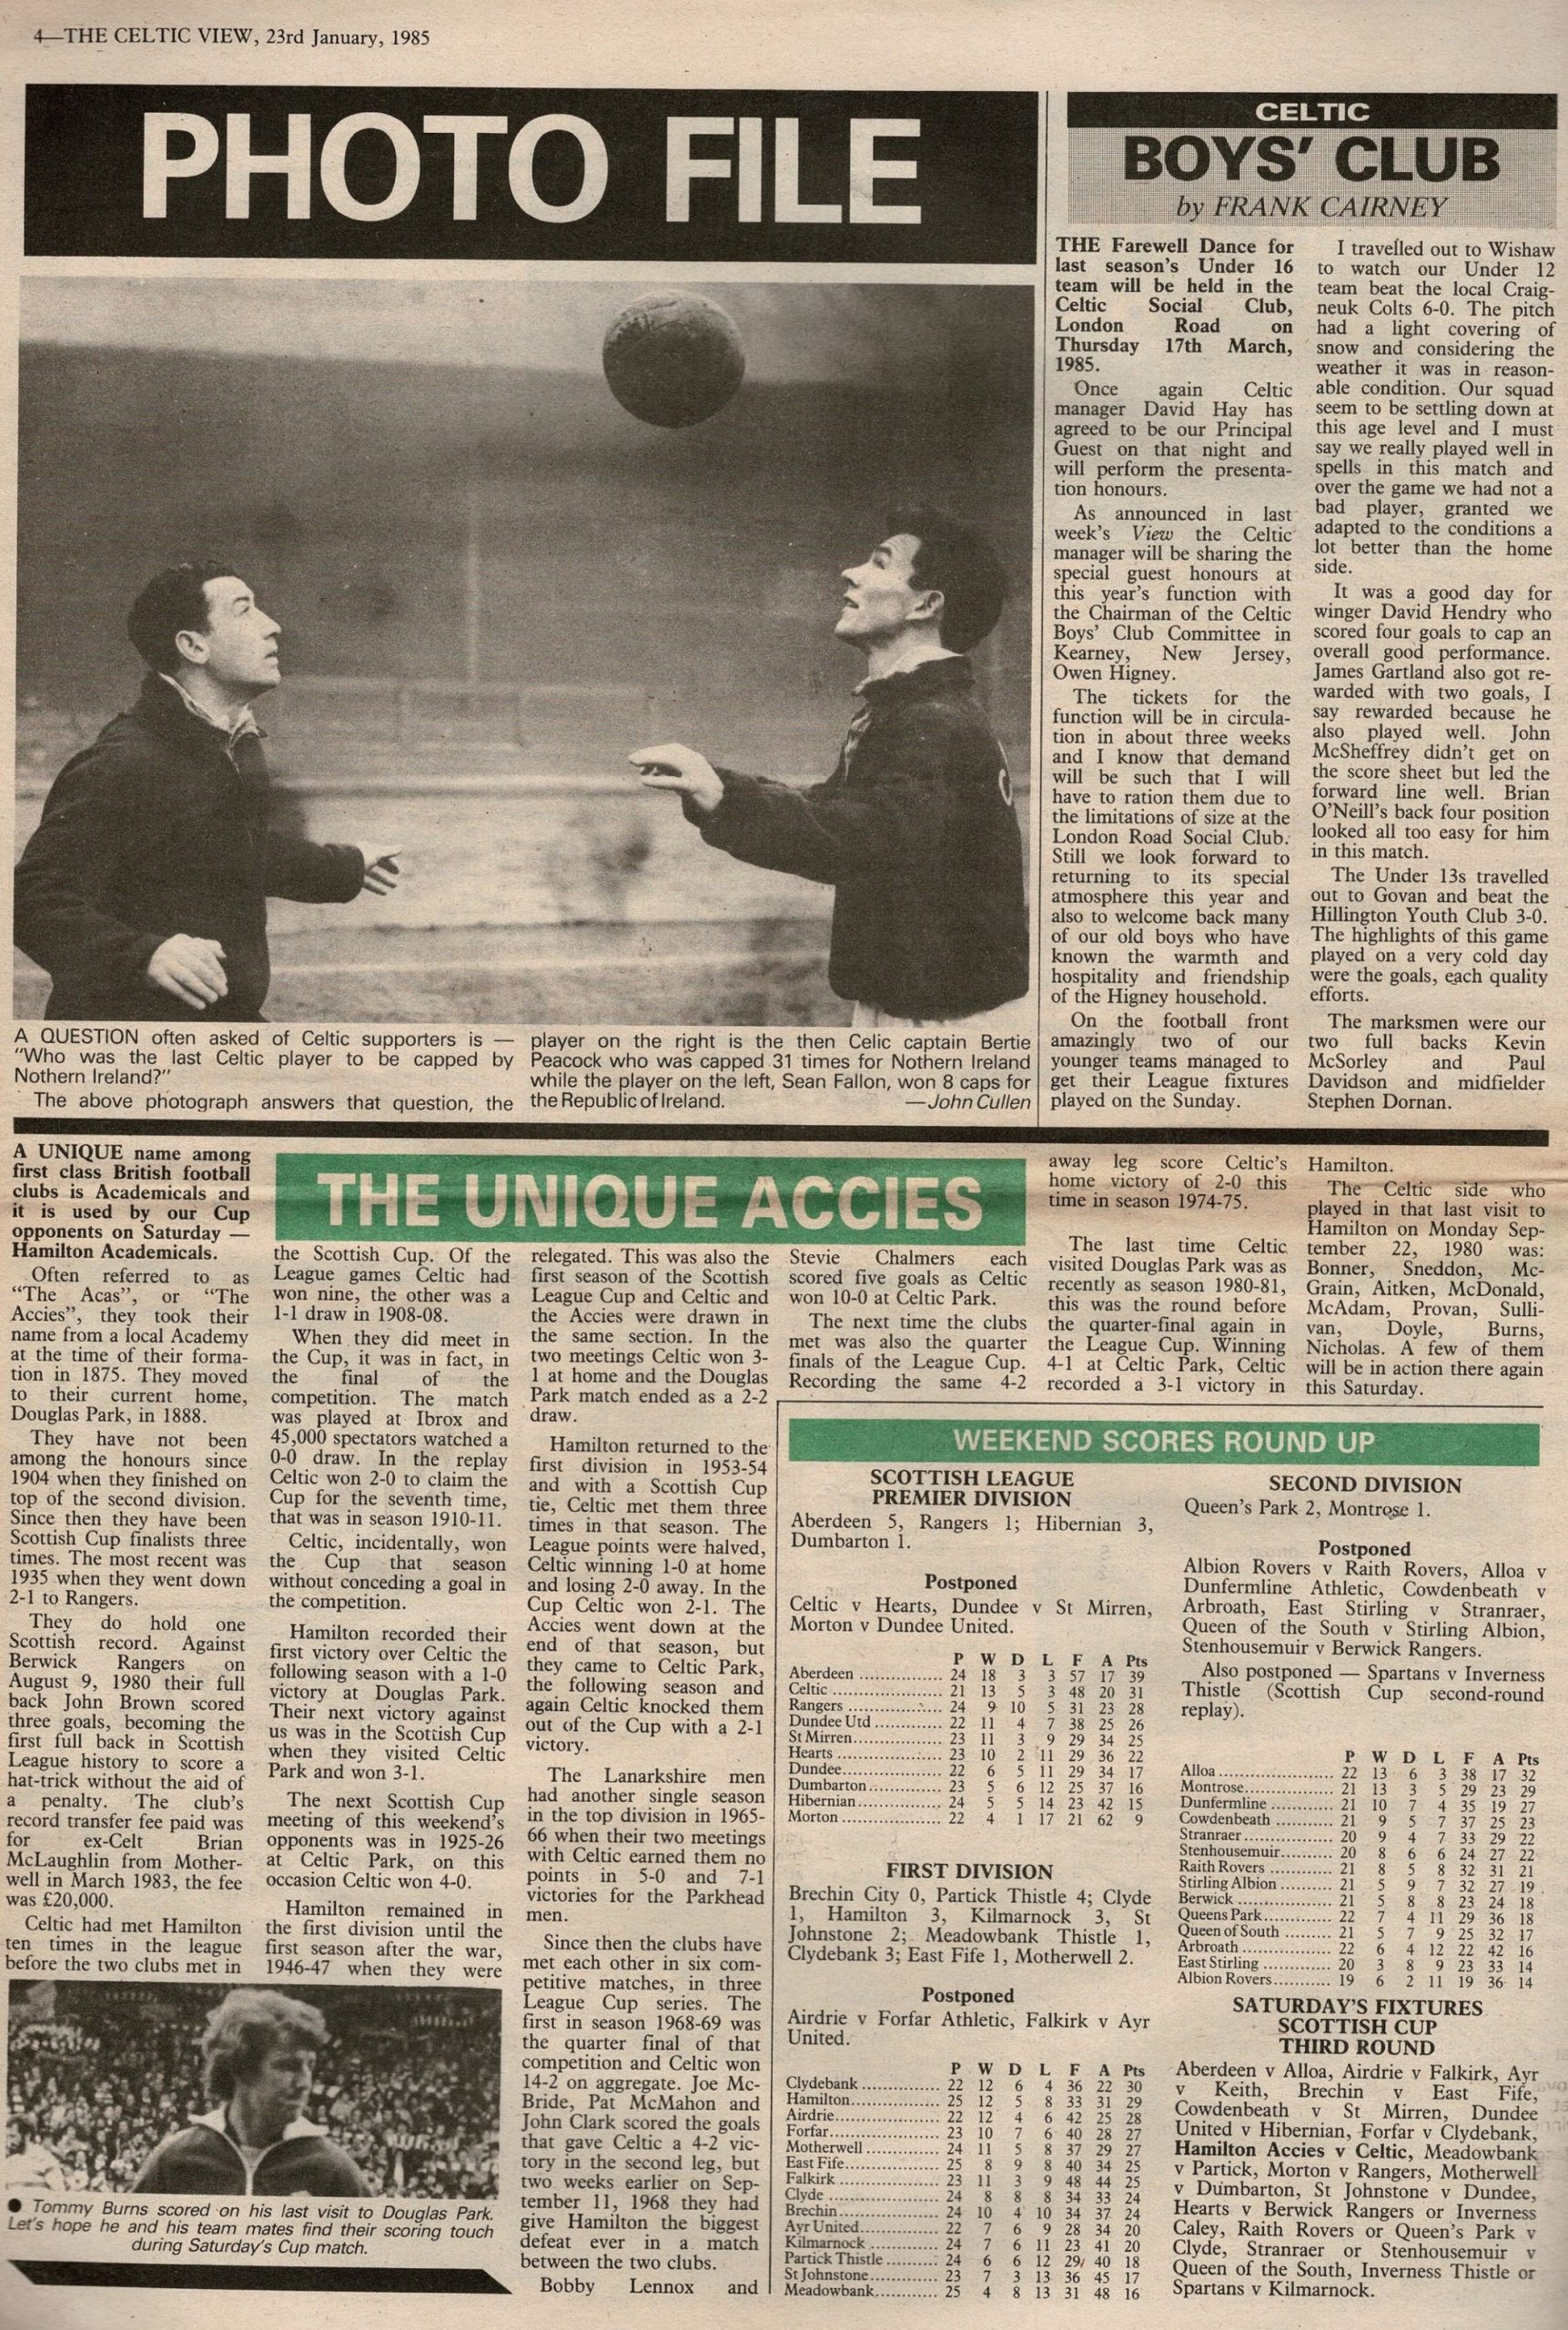 4—THE CELTIC VIEW, 23rd January, 1985
PHOTO FILE
A QUESTION often asked of Celtic supporters is —
"Who was the last Celtic player to be capped by
Nothern Ireland?"
The above photograph answers that question, the
player on the right is the then Celic captain Bertie
Peacock who was capped 31 times for Nothern Ireland
while the player on the left, Sean Fallon, won 8 caps for
the Republic of Ireland.
—John Cullen
CELTIC
BOYS' CLUB
by FRANK CAIRNEY
THE Farewell Dance for
last season's Under 16
team will be held in the
Celtic Social Club,
London Road on
Thursday 17th March,
1985.
Once again Celtic
manager David Hay has
agreed to be our Principal
Guest on that night and
will perform the presenta-
tion honours.
As announced in last
week's View the Celtic
manager will be sharing the
special guest honours at
this year's function with
the Chairman of the Celtic
Boys' Club Committee in
Kearney, New Jersey,
Owen Higney.
The tickets for the
function will be in circula-
tion in about three weeks
and I know that demand
will be such that I will
have to ration them due to
the limitations of size at the
London Road Social Club.
Still we look forward to
returning to its special
atmosphere this year and
also to welcome back many
of our old boys who have
known the warmth and
hospitality and friendship
of the Higney household.
On the football front
amazingly two of our
younger teams managed to
get their League fixtures
played on the Sunday.
I travelled out to Wishaw
to watch our Under 12
team beat the local Craig-
neuk Colts 6-0. The pitch
had a light covering of
snow and considering the
weather it was in reason-
able condition. Our squad
seem to be settling down at
this age level and I must
say we really played well in
spells in this match and
over the game we had not a
bad player, granted we
adapted to the conditions a
lot better than the home
side.
It was a good day for
winger David Hendry who
scored four goals to cap an
overall good performance.
James Gartland also got re-
warded with two goals, I
say rewarded because he
also played well. John
McSheffrey didn't get on
the score sheet but led the
forward line well. Brian
O'Neill's back four position
looked all too easy for him
in this match.
The Under 13s travelled
out to Govan and beat the
Hillington Youth Club 3-0.
The highlights of this game
played on a very cold day
were the goals, each quality
efforts.
The marksmen were our
two full backs Kevin
McSorley and Paul
Davidson and midfielder
Stephen Dornan.
THE UNIQUE ACCIES
A UNIQUE name among
first class British football
clubs is Academicals and
it is used by our Cup
opponents on Saturday —
Hamilton Academicals.
Often referred to as
"The Acas", or "The
Accies", they took their
name from a local Academy
at the time of their forma-
tion in 1875. They moved
to their current home,
Douglas Park, in 1888.
They have not been
among the honours since
1904 when they finished on
top of the second division.
Since then they have been
Scottish Cup finalists three
times. The most recent was
1935 when they went down
2-1 to Rangers.
They do hold one
Scottish record. Against
Berwick Rangers on
August 9, 1980 their full
back John Brown scored
three goals, becoming the
first full back in Scottish
League history to score a
hat-trick without the aid of
a penalty. The club's
record transfer fee paid was
for ex-Celt Brian
McLaughlin from Mother-
well in March 1983, the fee
was £20,000.
Celtic had met Hamilton
ten times in the league
before the two clubs met in
the Scottish Cup. Of the
League games Celtic had
won nine, the other was a
1-1 draw in 1908-08.
When they did meet in
the Cup, it was in fact, in
the final of the
competition. The match
was played at Ibrox and
45,000 spectators watched a
0-0 draw. In the replay
Celtic won 2-0 to claim the
Cup for the seventh time,
that was in season 1910-11.
Celtic, incidentally, won
the Cup that season
without conceding a goal in
the competition.
Hamilton recorded their
first victory over Celtic the
following season with a 1-0
victory at Douglas Park.
Their next victory against
us was in the Scottish Cup
when they visited Celtic
Park and won 3-1.
The next Scottish Cup
meeting of this weekend's
opponents was in 1925-26
at Celtic Park, on this
occasion Celtic won 4-0.
Hamilton remained in
the first division until the
first season after the war,
1946-47 when they were
relegated. This was also the
first season of the Scottish
League Cup and Celtic and
the Accies were drawn in
the same section. In the
two meetings Celtic won 3-
1 at home and the Douglas
Park match ended as a 2-2
draw.
Hamilton returned to the
first division in 1953-54
and with a Scottish Cup
tie, Celtic met them three
times in that season. The
League points were halved,
Celtic winning 1-0 at home
and losing 2-0 away. In the
Cup Celtic won 2-1. The
Accies went down at the
end of that season, but
they came to Celtic Park,
the following season and
again Celtic knocked them
out of the Cup with a 2-1
victory.
The Lanarkshire men
had another single season
in the top division in 1965-
66 when their two meetings
with Celtic earned them no
points in 5-0 and 7-1
victories for the Parkhead
men.
Since then the clubs have
met each other in six com-
petitive matches, in three
League Cup series. The
first in season 1968-69 was
the quarter final of that
competition and Celtic won
14-2 on aggregate. Joe Mc-
Bride, Pat McMahon and
John Clark scored the goals
that gave Celtic a 4-2 vic-
tory in the second leg, but
two weeks earlier on Sep-
tember 11, 1968 they had
give Hamilton the biggest
defeat ever in a match
between the two clubs.
Bobby Lennox and
Stevie Chalmers each
scored five goals as Celtic
won 10-0 at Celtic Park.
The next time the clubs
met was also the quarter
finals of the League Cup.
Recording the same 4-2
away leg score Celtic's
home victory of 2-0 this
time in season 1974-75.
The last time Celtic
visited Douglas Park was as
recently as season 1980-81,
this was the round before
the quarter-final again in
the League Cup. Winning
4-1 at Celtic Park, Celtic
recorded a 3-1 victory in
Hamilton.
The Celtic side who
played in that last visit to
Hamilton on Monday Sep-
tember 22, 1980 was:
Bonner, Sneddon, Mc-
Grain, Aitken, McDonald,
McAdam, Provan, Sulli-
van, Doyle, Burns,
Nicholas. A few of them
will be in action there again
this Saturday.
● Tommy Burns scored on his last visit to Douglas Park.
Let's hope he and his team mates find their scoring touch
during Saturday's Cup match.
WEEKEND SCORES ROUND UP
SCOTTISH LEAGUE
PREMIER DIVISION
Aberdeen 5, Rangers 1; Hibernian 3,
Dumbarton 1.
Postponed
Celtic v Hearts, Dundee v St Mirren,
Morton v Dundee United.
P W D L F A Pts
Aberdeen ............... 24 18 3 3 57 17 39
Celtic ............... 21 13 5 3 48 20 31
Rangers ............... 24 9 10 5 31 23 28
Dundee Utd ............ 22 11 4 7 38 25 26
St Mirren ............... 23 11 3 9 29 34 25
Hearts ............... 23 10 2 11 29 36 22
Dundee ............... 22 6 5 11 29 34 17
Dumbarton ............ 23 5 6 12 25 37 16
Hibernian ............... 24 5 5 14 23 42 15
Morton ............... 22 4 1 17 21 62 9
FIRST DIVISION
Brechin City 0, Partick Thistle 4; Clyde
1, Hamilton 3, Kilmarnock 3, St
Johnstone 2; Meadowbank Thistle 1,
Clydebank 3; East Fife 1, Motherwell 2.
Postponed
Airdrie v Forfar Athletic, Falkirk v Ayr
United.
P W D L F A Pts
Clydebank ............ 22 12 6 4 36 22 30
Hamilton ............... 25 12 5 8 33 31 29
Airdrie ............... 22 12 4 6 42 25 28
Forfar ............... 23 10 7 6 40 28 27
Motherwell ............ 24 11 5 8 37 29 27
East Fife ............... 25 8 9 8 40 34 25
Falkirk ............... 23 11 3 9 48 44 25
Clyde ............... 24 8 8 8 34 33 24
Brechin ............... 24 10 4 10 34 37 24
Ayr United ............ 22 7 6 9 28 34 20
Kilmarnock ............ 24 7 6 11 23 41 20
Partick Thistle ......... 24 6 6 12 29 40 18
St Johnstone ............ 23 7 3 13 36 45 17
Meadowbank ............ 25 4 8 13 31 48 16
SECOND DIVISION
Queen's Park 2, Montrose 1.
Postponed
Albion Rovers v Raith Rovers, Alloa v
Dunfermline Athletic, Cowdenbeath v
Arbroath, East Stirling v Stranraer,
Queen of the South v Stirling Albion,
Stenhousemuir v Berwick Rangers.
Also postponed — Spartans v Inverness
Thistle (Scottish Cup second-round
replay).
P W D L F A Pts
Alloa ............... 22 13 6 3 38 17 32
Montrose ............... 21 13 3 5 29 23 29
Dunfermline ............ 21 10 7 4 35 19 27
Cowdenbeath ............ 21 9 5 7 37 25 23
Stranraer ............... 20 9 4 7 33 29 22
Stenhousemuir ......... 20 8 6 6 24 27 22
Raith Rovers ............ 21 8 5 8 32 31 21
Stirling Albion ......... 21 5 9 7 32 27 19
Berwick ............... 21 5 8 8 23 24 18
Queens Park ............ 22 7 4 11 29 36 18
Queen of South ......... 21 5 7 9 25 32 17
Arbroath ............... 22 6 4 12 22 42 16
East Stirling ............ 20 3 8 9 23 33 14
Albion Rovers ......... 19 6 2 11 19 36 14
SATURDAY'S FIXTURES
SCOTTISH CUP
THIRD ROUND
Aberdeen v Alloa, Airdrie v Falkirk, Ayr
v Keith, Brechin v East Fife,
Cowdenbeath v St Mirren, Dundee
United v Hibernian, Forfar v Clydebank,
Hamilton Accies v Celtic, Meadowbank
v Partick, Morton v Rangers, Motherwell
v Dumbarton, St Johnstone v Dundee,
Hearts v Berwick Rangers or Inverness
Caley, Raith Rovers or Queen's Park v
Clyde, Stranraer or Stenhousemuir v
Queen of the South, Inverness Thistle or
Spartans v Kilmarnock.